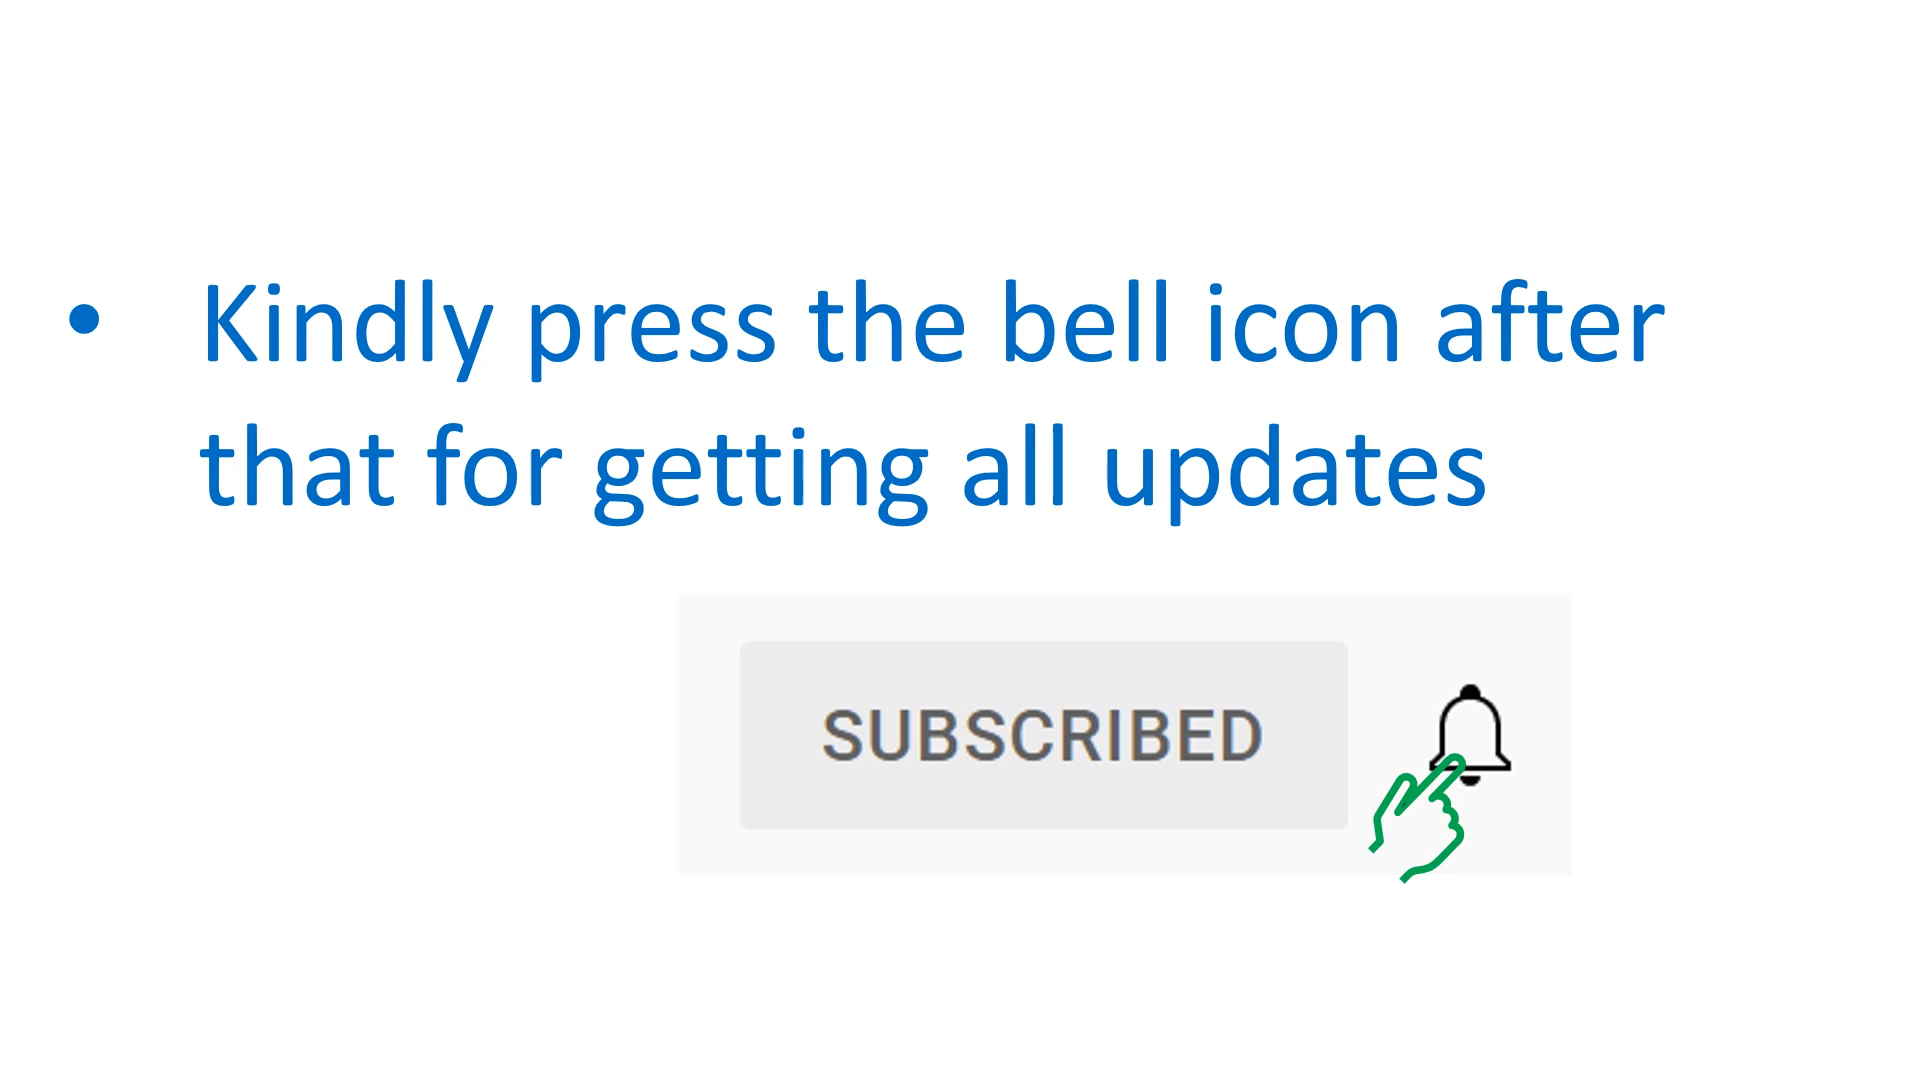 • Kindly press the bell icon after
that for getting all updates
SUBSCRIBED